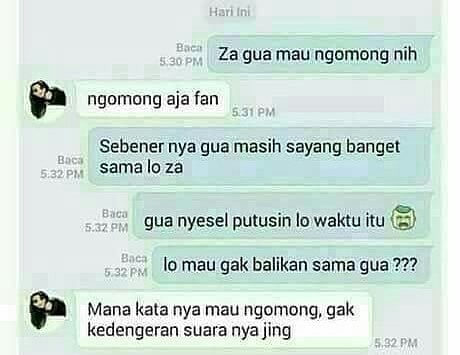 Hari Ini
Baca
5.30 PM
Za gua mau ngomong nih
ngomong aja fan
5.31 PM
Baca
5.32 PM
Sebener nya gua masih sayang banget
sama lo za
Baca
5.32 PM
gua nyesel putusin lo waktu itu
Baca
5.32 PM
lo mau gak balikan sama gua ???
Mana kata nya mau ngomong, gak
kedengeran suara nya jing
5.32 PM